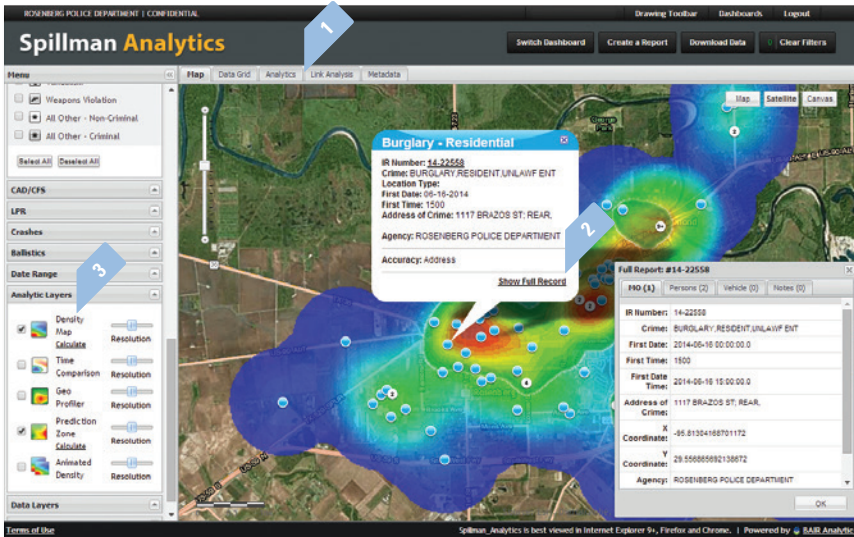 ROSENBERG POLICE DEPARTMENT | CONFIDENTIAL
Drawing Toolbar Dashboards Logout
Spillman Analytics
Switch Dashboard Create a Report Download Data 0 Clear Filters
1
Menu
Map Data Grid Analytics Link Analysis Metadata
Weapons Violation
All Other - Non-Criminal
All Other - Criminal
Select All Deselect All
CAD/CFS
LPR
Crashes
Ballistics
Date Range
Analytic Layers
3
Density Map
Calculate
Resolution
Time Comparison
Resolution
Geo Profiler
Resolution
Prediction Zone
Calculate
Resolution
Animated Density
Resolution
Data Layers
Map Satellite Canvas
2
Burglary - Residential
IR Number: 14-22558
Crime: BURGLARY,RESIDENT,UNLAWF ENT
Location Type:
First Date: 06-16-2014
First Time: 1500
Address of Crime: 1117 BRAZOS ST; REAR,
Agency: ROSENBERG POLICE DEPARTMENT
Accuracy: Address
Show Full Record
2
Full Report: #14-22558
MO (1) Persons (2) Vehicle (0) Notes (0)
IR Number: 14-22558
Crime: BURGLARY,RESIDENT,UNLAWF ENT
First Date: 2014-06-16 00:00:00.0
First Time: 1500
First Date Time: 2014-06-16 15:00:00.0
Address of Crime: 1117 BRAZOS ST; REAR,
X Coordinate: -95.81304168701172
Y Coordinate: 29.556865692138672
Agency: ROSENBERG POLICE DEPARTMENT
OK
Terms of Use
Spillman_Analytics is best viewed in Internet Explorer 9+, Firefox and Chrome. | Powered by BAIR Analytic